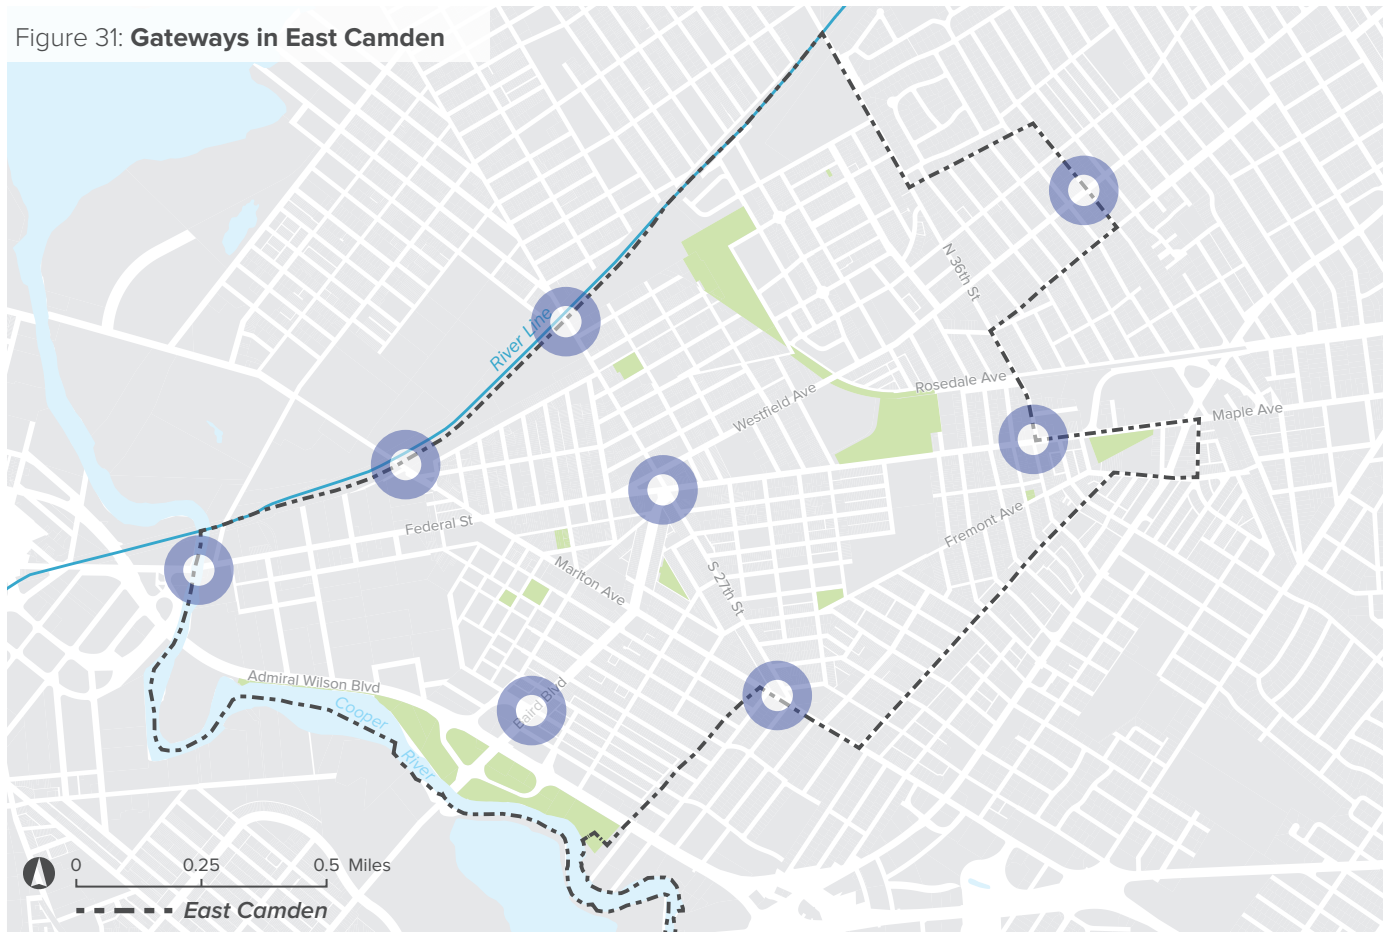 Figure 31: Gateways in East Camden
N 36th St
River Line
Rosedale Ave
Westfield Ave
Maple Ave
Federal St
Fremont Ave
Marlton Ave
S 27th St
Admiral Wilson Blvd
Baird Blvd
Cooper
River
0 0.25 0.5 Miles
East Camden